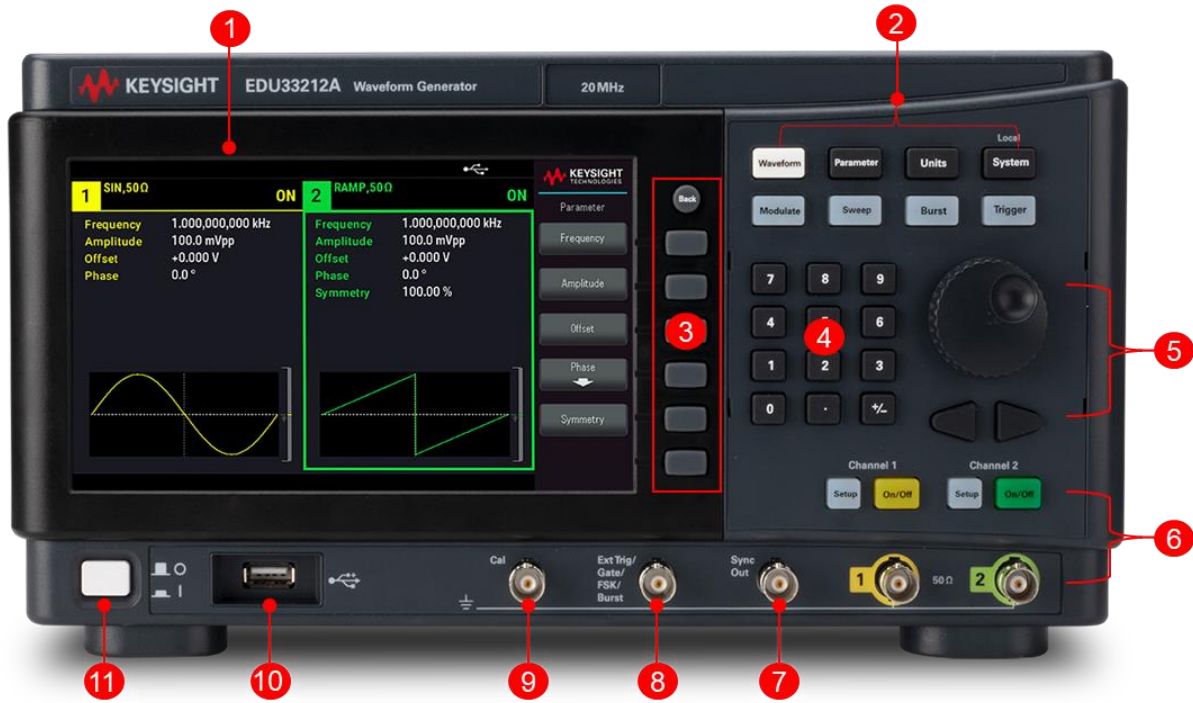 1
2
KEYSIGHT EDU33212A Waveform Generator 20 MHz
Local
Waveform Parameter Units System
Modulate Sweep Burst Trigger
KEYSIGHT
TECHNOLOGIES
1 SIN,50Ω ON
Frequency 1.000,000,000 kHz
Amplitude 100.0 mVpp
Offset +0.000 V
Phase 0.0 °
2 RAMP,50Ω ON
Frequency 1.000,000,000 kHz
Amplitude 100.0 mVpp
Offset +0.000 V
Phase 0.0 °
Symmetry 100.00 %
Parameter
Frequency
Amplitude
Offset
Phase
Symmetry
Back
3
7 8 9
4 6
4
1 2 3
0 . +/-
5
Channel 1 Channel 2
Setup On/Off Setup On/Off
6
Cal
Ext Trig/
Gate/
FSK/
Burst
Sync
Out
1 50 Ω 2
11
10
9
8
7